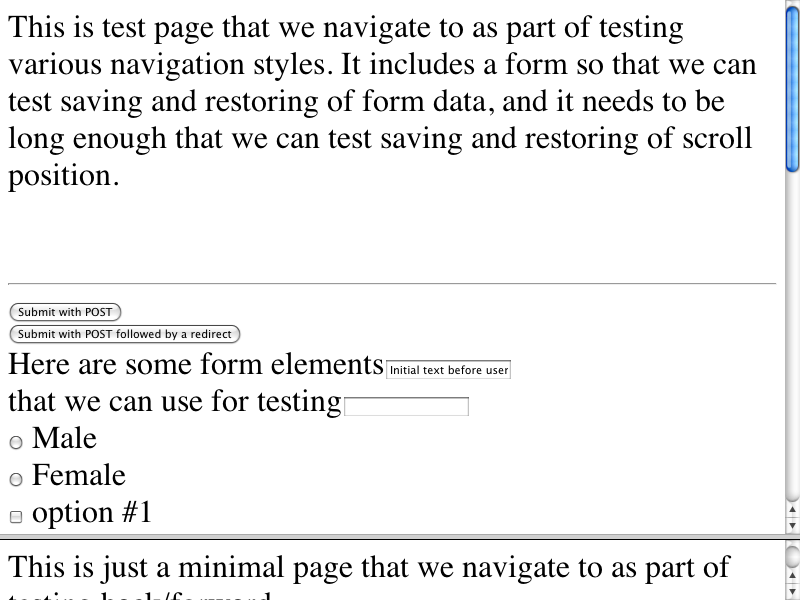 This is test page that we navigate to as part of testing
various navigation styles. It includes a form so that we can
test saving and restoring of form data, and it needs to be
long enough that we can test saving and restoring of scroll
position.
Submit with POST
Submit with POST followed by a redirect
Here are some form elements Initial text before user
that we can use for testing
Male
Female
option #1
This is just a minimal page that we navigate to as part of
testing back/forward